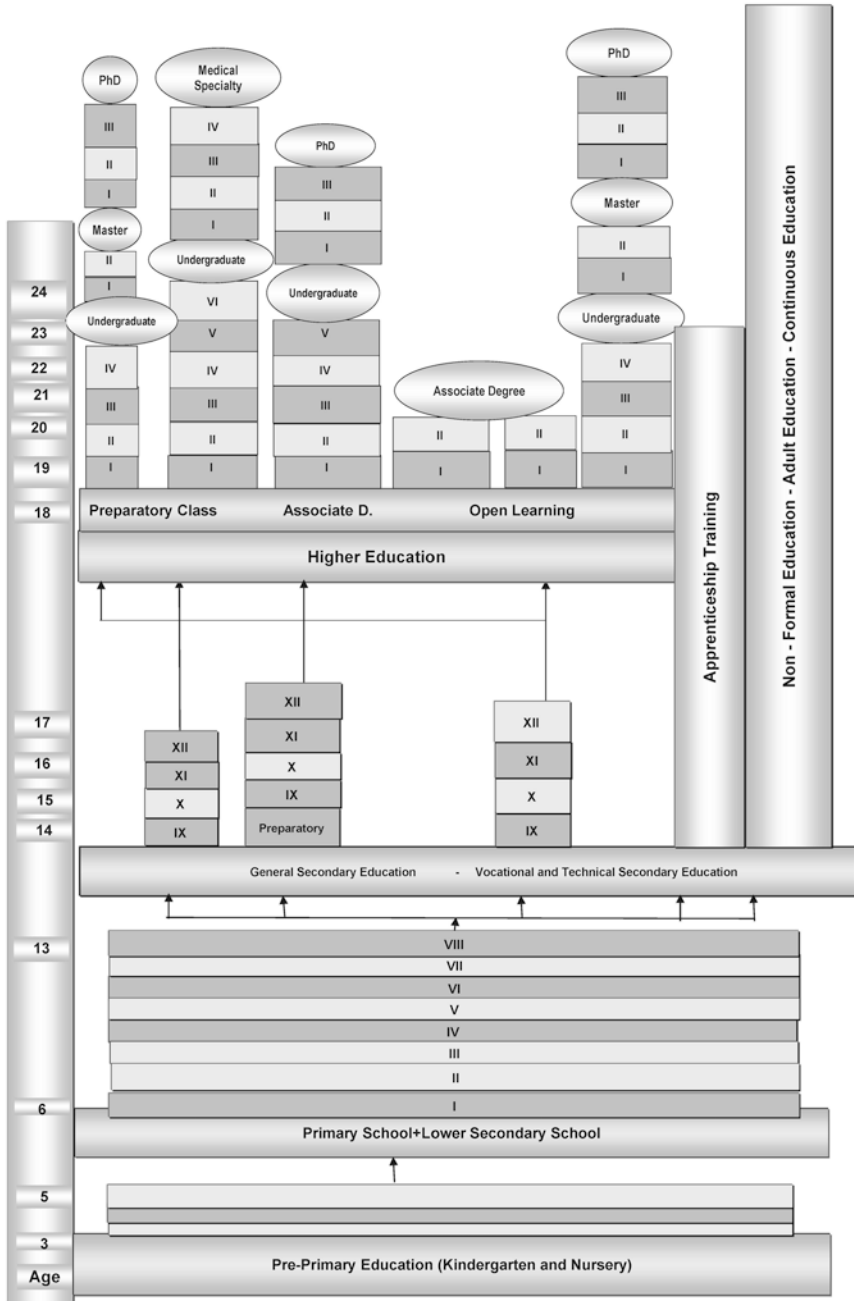 PhD
III
II
I
Master
II
I
Undergraduate
IV
III
II
I
Medical
Specialty
IV
III
II
I
Undergraduate
VI
V
IV
III
II
I
PhD
III
II
I
Undergraduate
V
IV
III
II
I
Associate Degree
II
I
II
I
PhD
III
II
I
Master
II
I
Undergraduate
IV
III
II
I
24
23
22
21
20
19
18
17
16
15
14
13
6
5
3
Age
Preparatory Class
Associate D.
Open Learning
Higher Education
XII
XI
X
IX
XII
XI
X
IX
Preparatory
XII
XI
X
IX
Apprenticeship Training
Non - Formal Education - Adult Education - Continuous Education
General Secondary Education - Vocational and Technical Secondary Education
VIII
VII
VI
V
IV
III
II
I
Primary School+Lower Secondary School
Pre-Primary Education (Kindergarten and Nursery)